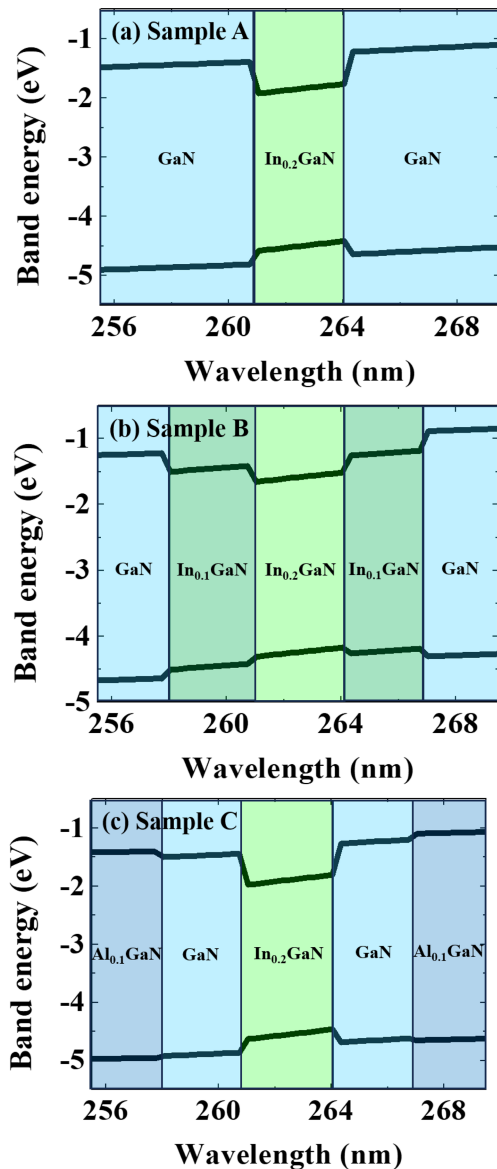 (a) Sample A
-1
-2
-3
-4
-5
Band energy (eV)
GaN
In0.2GaN
GaN
256
260
264
268
Wavelength (nm)
(b) Sample B
-1
-2
-3
-4
-5
Band energy (eV)
GaN
In0.1GaN
In0.2GaN
In0.1GaN
GaN
256
260
264
268
Wavelength (nm)
(c) Sample C
-1
-2
-3
-4
-5
Band energy (eV)
Al0.1GaN
GaN
In0.2GaN
GaN
Al0.1GaN
256
260
264
268
Wavelength (nm)